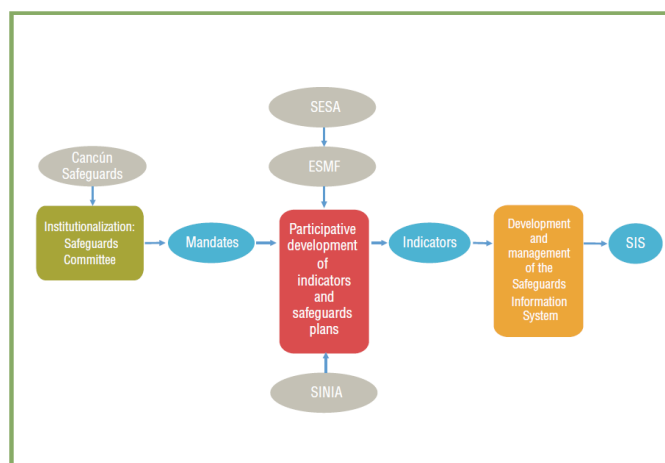 SESA
Cancún
Safeguards
ESMF
Institutionalization:
Safeguards
Committee
Mandates
Participative
development
of
indicators
and
safeguards
plans
Indicators
Development
and
management
of the
Safeguards
Information
System
SIS
SINIA